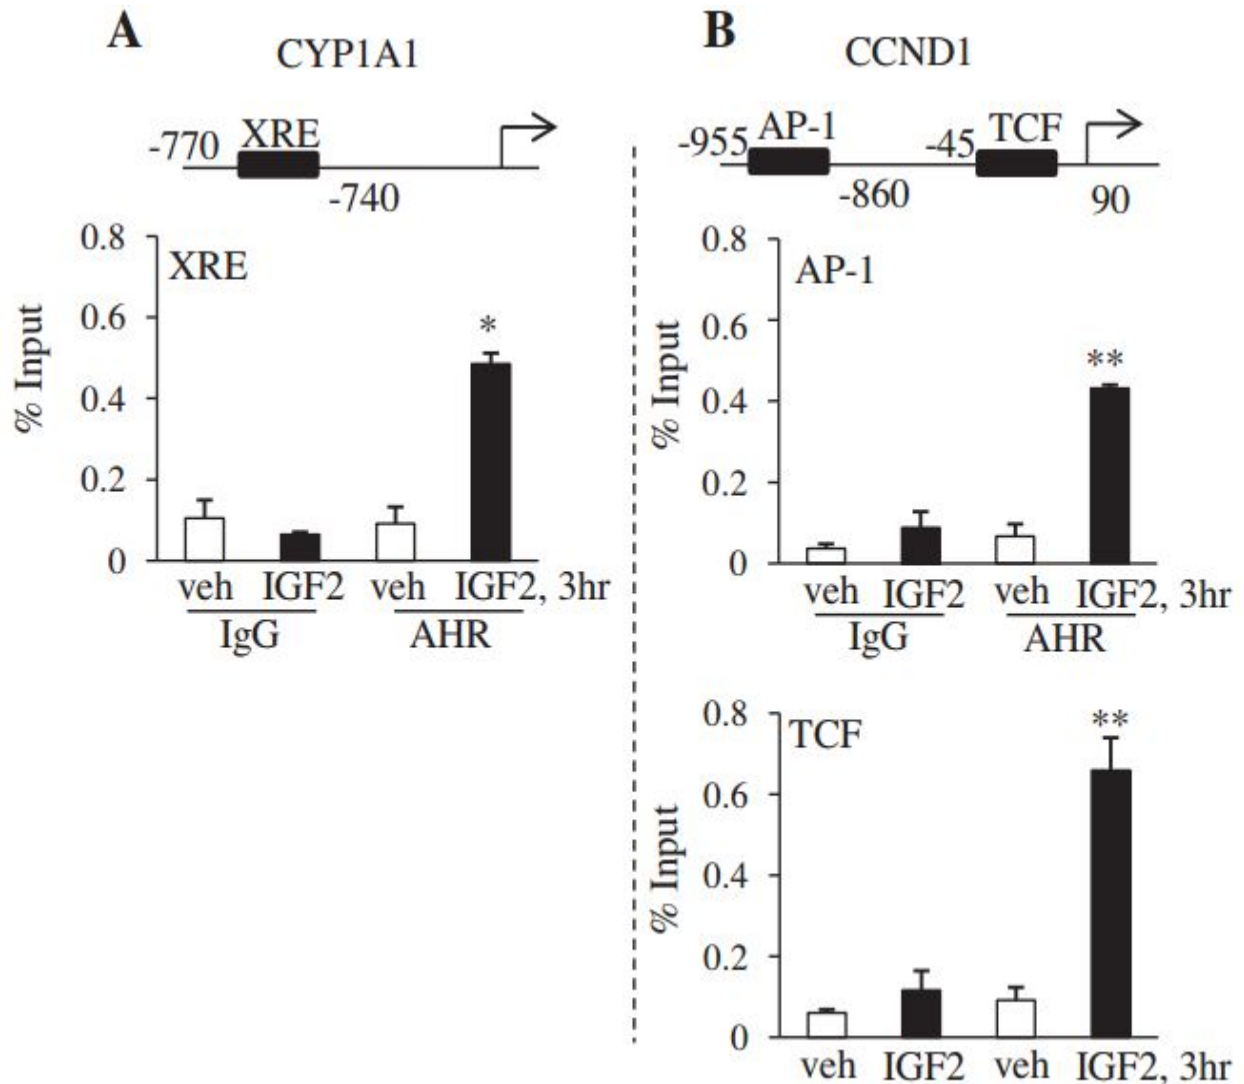 A
CYP1A1
-770
XRE
-740
0.8
XRE
0.6
*
% Input
0.4
0.2
0
veh IGF2 veh IGF2, 3hr
IgG AHR
B
CCND1
-955 AP-1 -45 TCF
-860 90
0.8
AP-1
0.6
**
% Input
0.4
0.2
0
veh IGF2 veh IGF2, 3hr
IgG AHR
0.8
**
TCF
0.6
% Input
0.4
0.2
0
veh IGF2 veh IGF2, 3hr